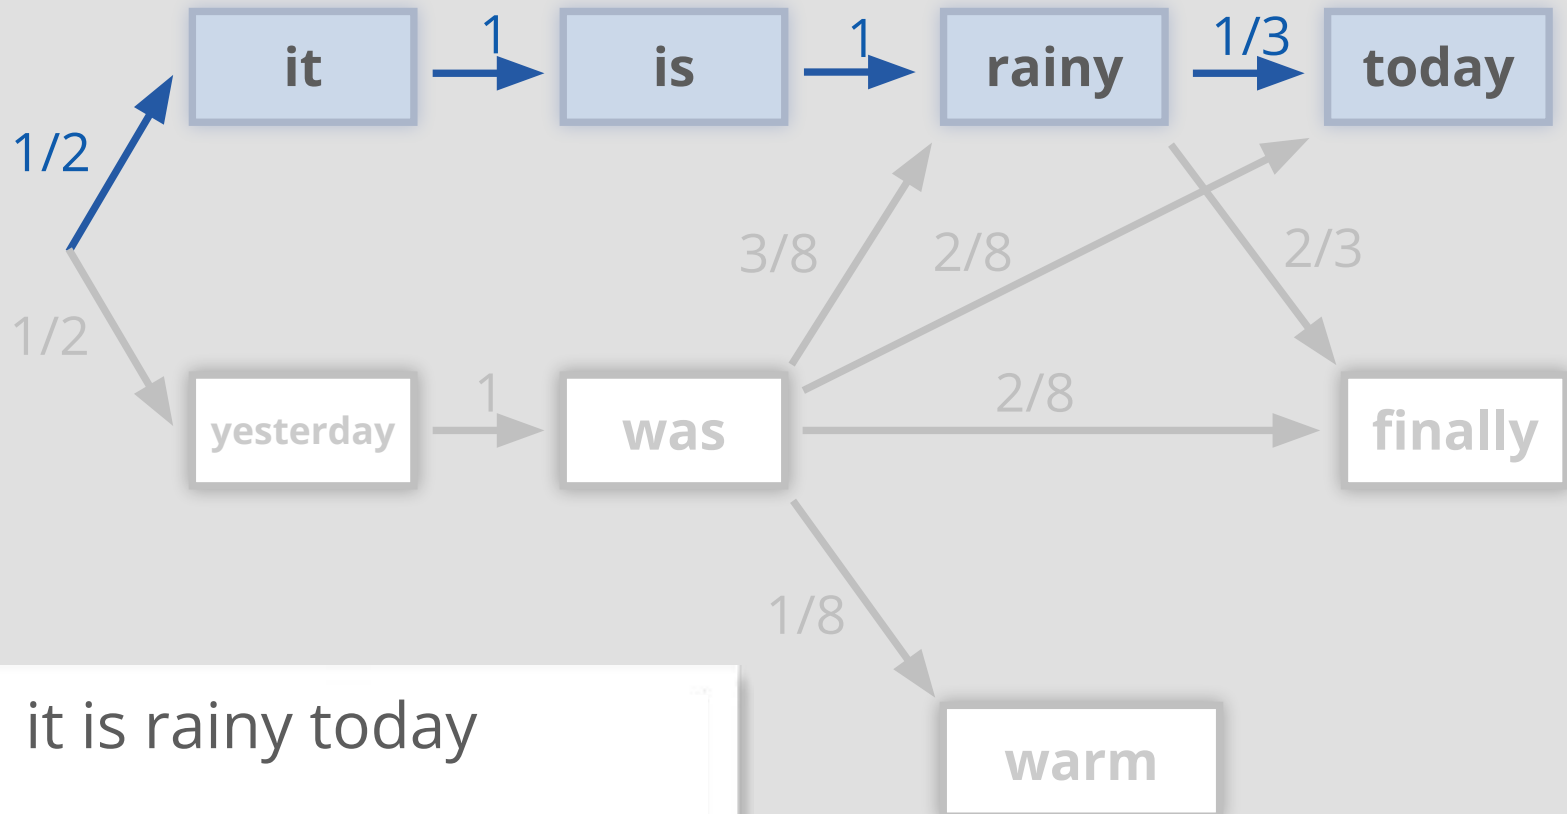 it
1
is
1
rainy
1/3
today
1/2
3/8
2/8
2/3
1/2
yesterday
1
was
2/8
finally
1/8
warm
it is rainy today